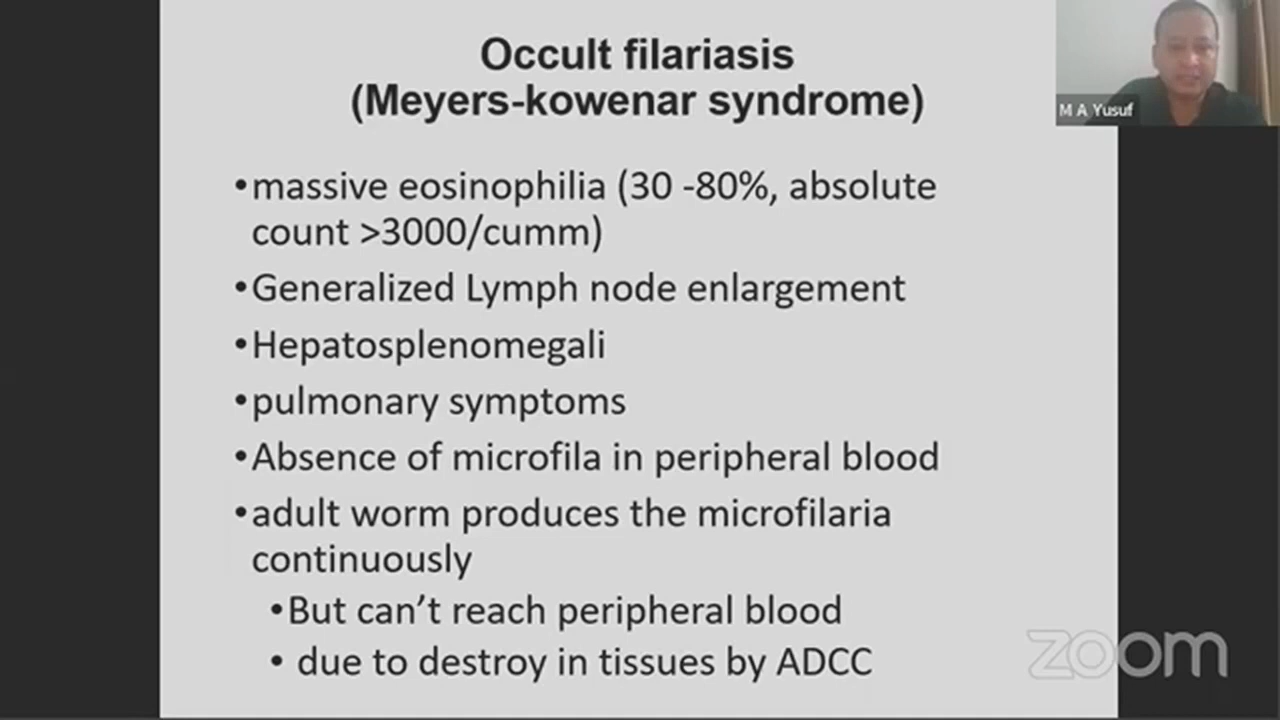 Occult filariasis
(Meyers-kowenar syndrome)
M A Yusuf
•massive eosinophilia (30 -80%, absolute
count >3000/cumm)
•Generalized Lymph node enlargement
•Hepatosplenomegali
•pulmonary symptoms
•Absence of microfila in peripheral blood
•adult worm produces the microfilaria
continuously
•But can’t reach peripheral blood
• due to destroy in tissues by ADCC
zoom